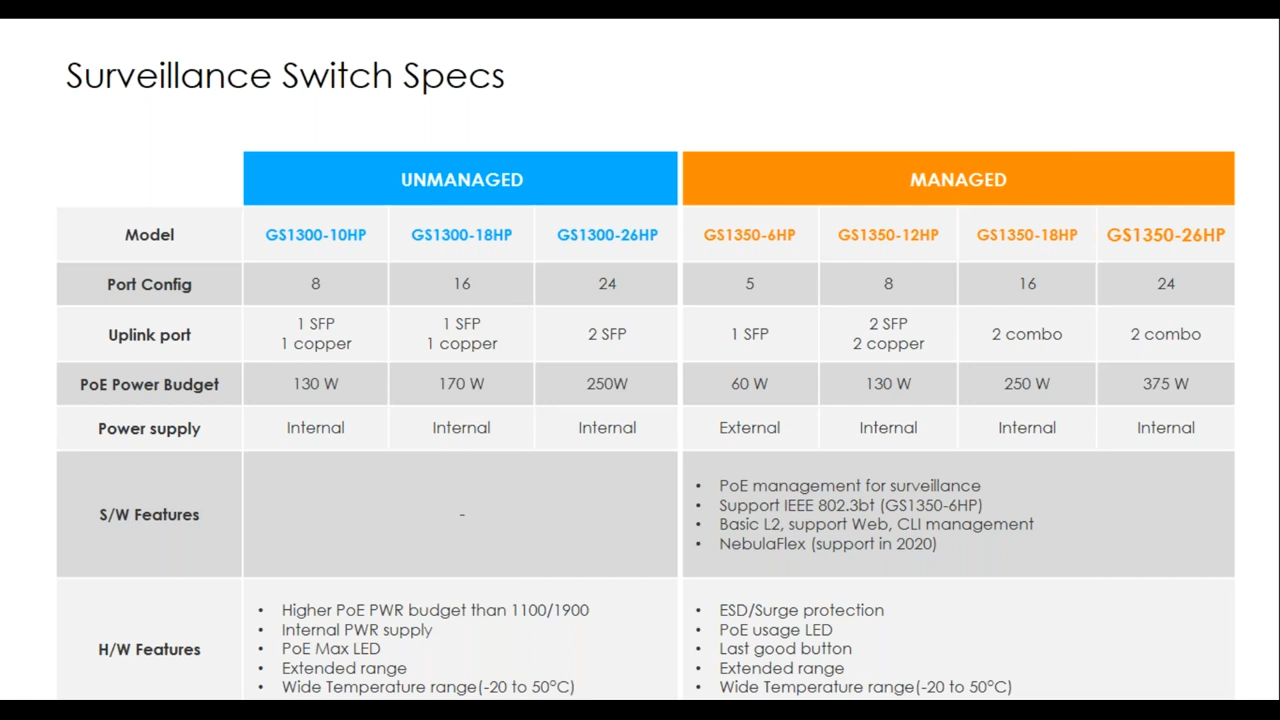 Surveillance Switch Specs
UNMANAGED MANAGED
Model GS1300-10HP GS1300-18HP GS1300-26HP GS1350-6HP GS1350-12HP GS1350-18HP GS1350-26HP
Port Config 8 16 24 5 8 16 24
Uplink port 1 SFP 1 copper 1 SFP 1 copper 2 SFP 1 SFP 2 SFP 2 copper 2 combo 2 combo
PoE Power Budget 130 W 170 W 250W 60 W 130 W 250 W 375 W
Power supply Internal Internal Internal External Internal Internal Internal
S/W Features -
• PoE management for surveillance
• Support IEEE 802.3bt (GS1350-6HP)
• Basic L2, support Web, CLI management
• NebulaFlex (support in 2020)
H/W Features
• Higher PoE PWR budget than 1100/1900
• Internal PWR supply
• PoE Max LED
• Extended range
• Wide Temperature range(-20 to 50°C)
• ESD/Surge protection
• PoE usage LED
• Last good button
• Extended range
• Wide Temperature range(-20 to 50°C)